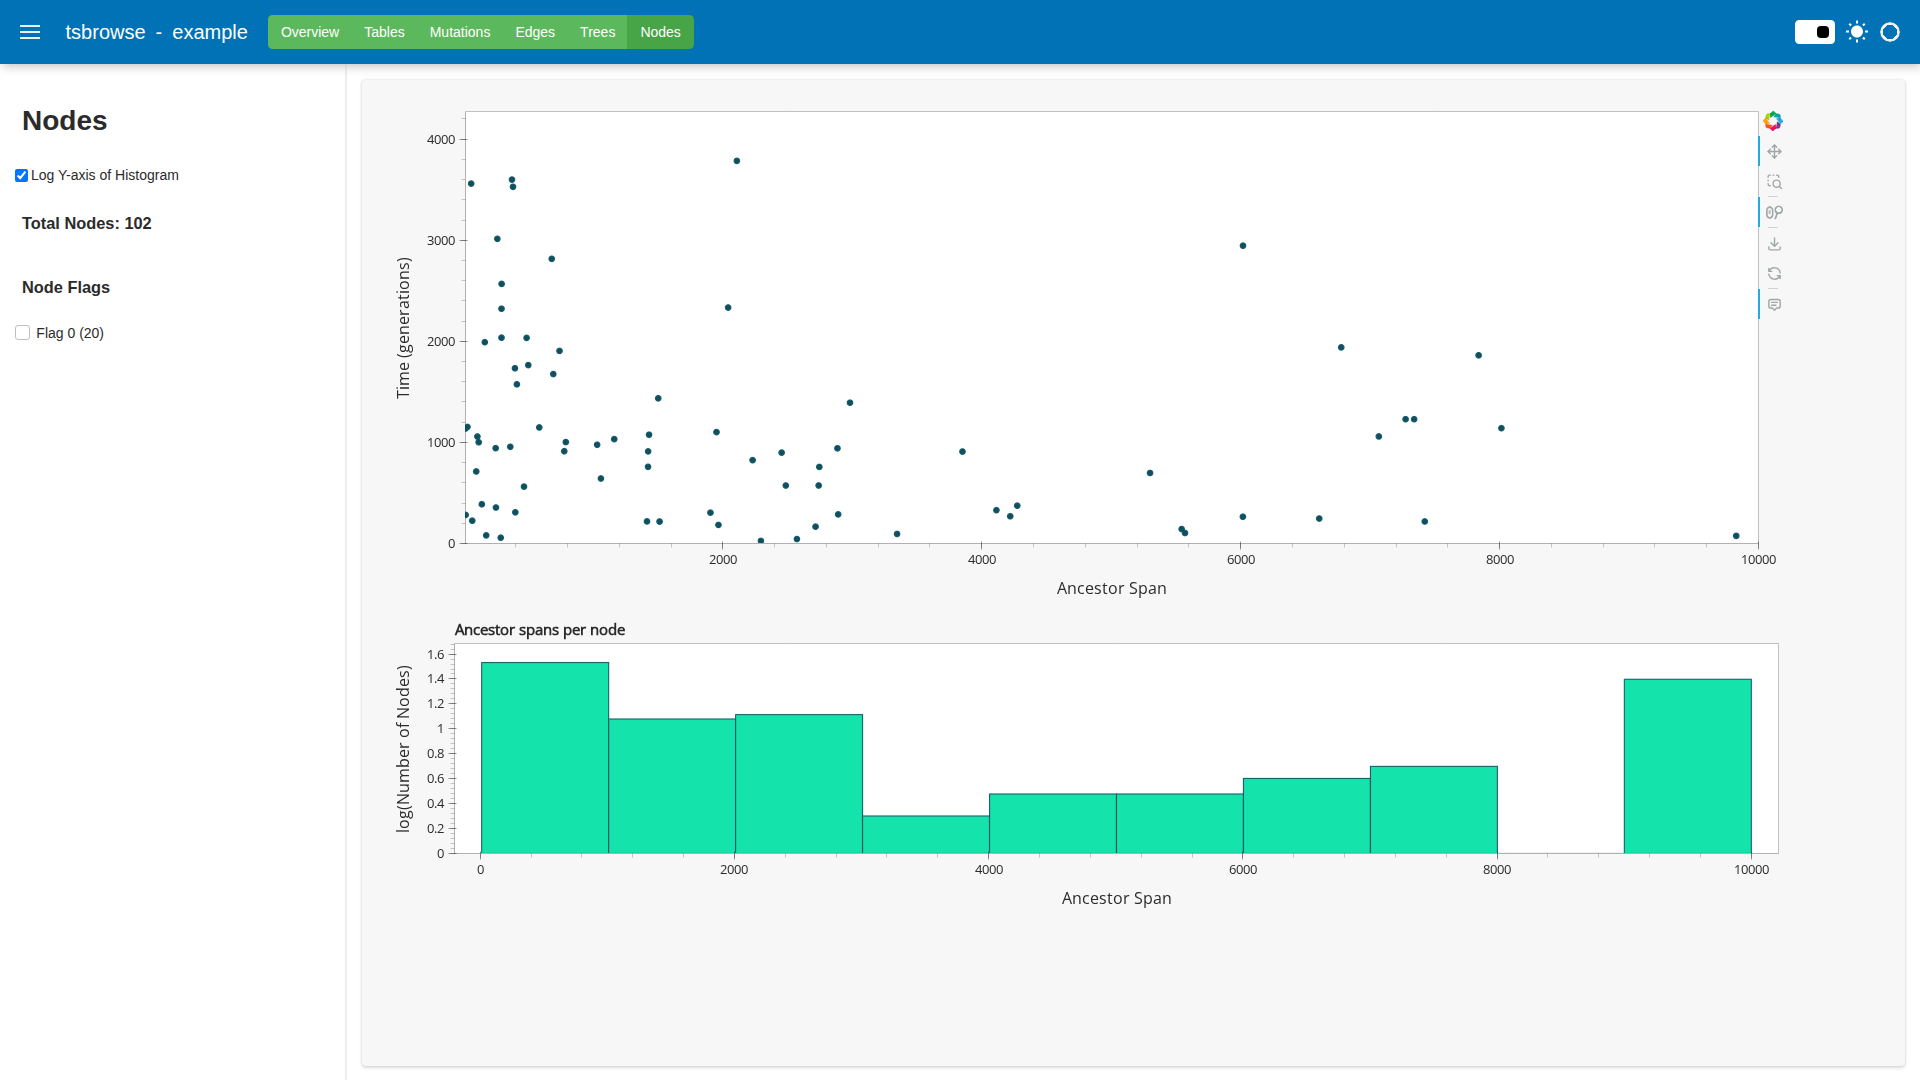 tsbrowse - example
Overview Tables Mutations Edges Trees Nodes
Nodes
Log Y-axis of Histogram
Total Nodes: 102
Node Flags
Flag 0 (20)
Time (generations)
4000
3000
2000
1000
0
2000 4000 6000 8000 10000
Ancestor Span
Ancestor spans per node
log(Number of Nodes)
1.6
1.4
1.2
1
0.8
0.6
0.4
0.2
0
0 2000 4000 6000 8000 10000
Ancestor Span